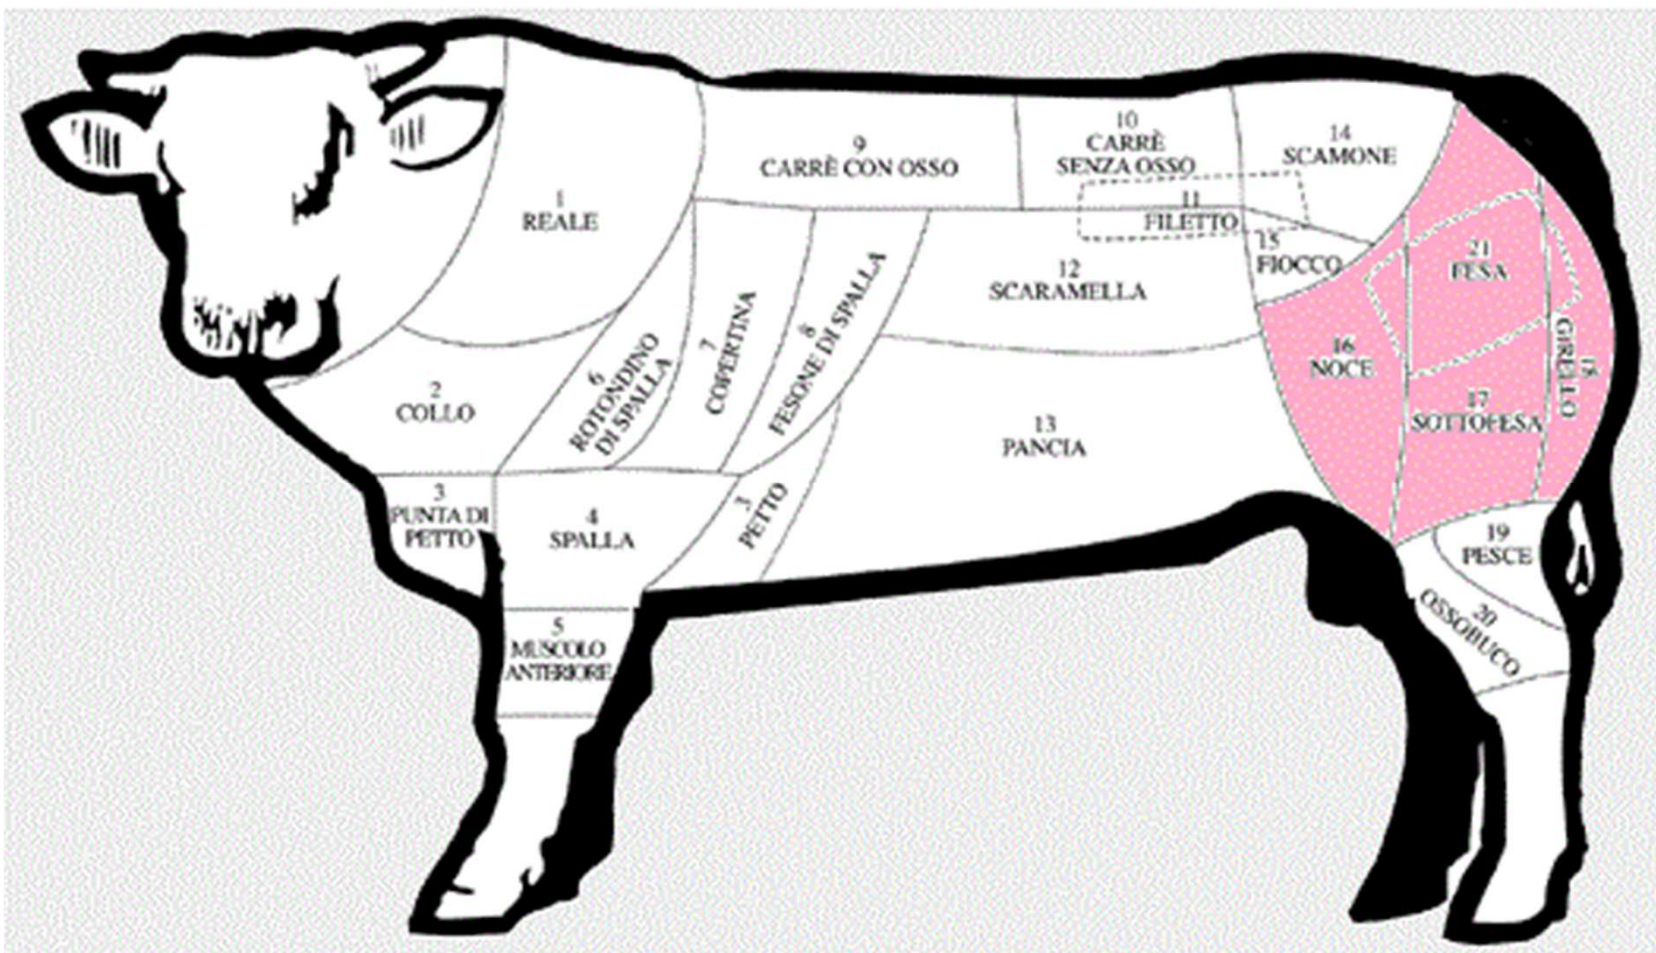 1
REALE
2
COLLO
3
PUNTA DI
PETTO
4
SPALLA
5
MUSCOLO
ANTERIORE
6
ROTONDINO
DI SPALLA
7
COPERTINA
8
FESONE DI SPALLA
3
PETTO
9
CARRÈ CON OSSO
10
CARRÈ
SENZA OSSO
11
FILETTO
12
SCARAMELLA
13
PANCIA
14
SCAMONE
15
FIOCCO
16
NOCE
21
FESA
17
SOTTOFESA
GIRELLO
19
PESCE
20
OSSOBUCO